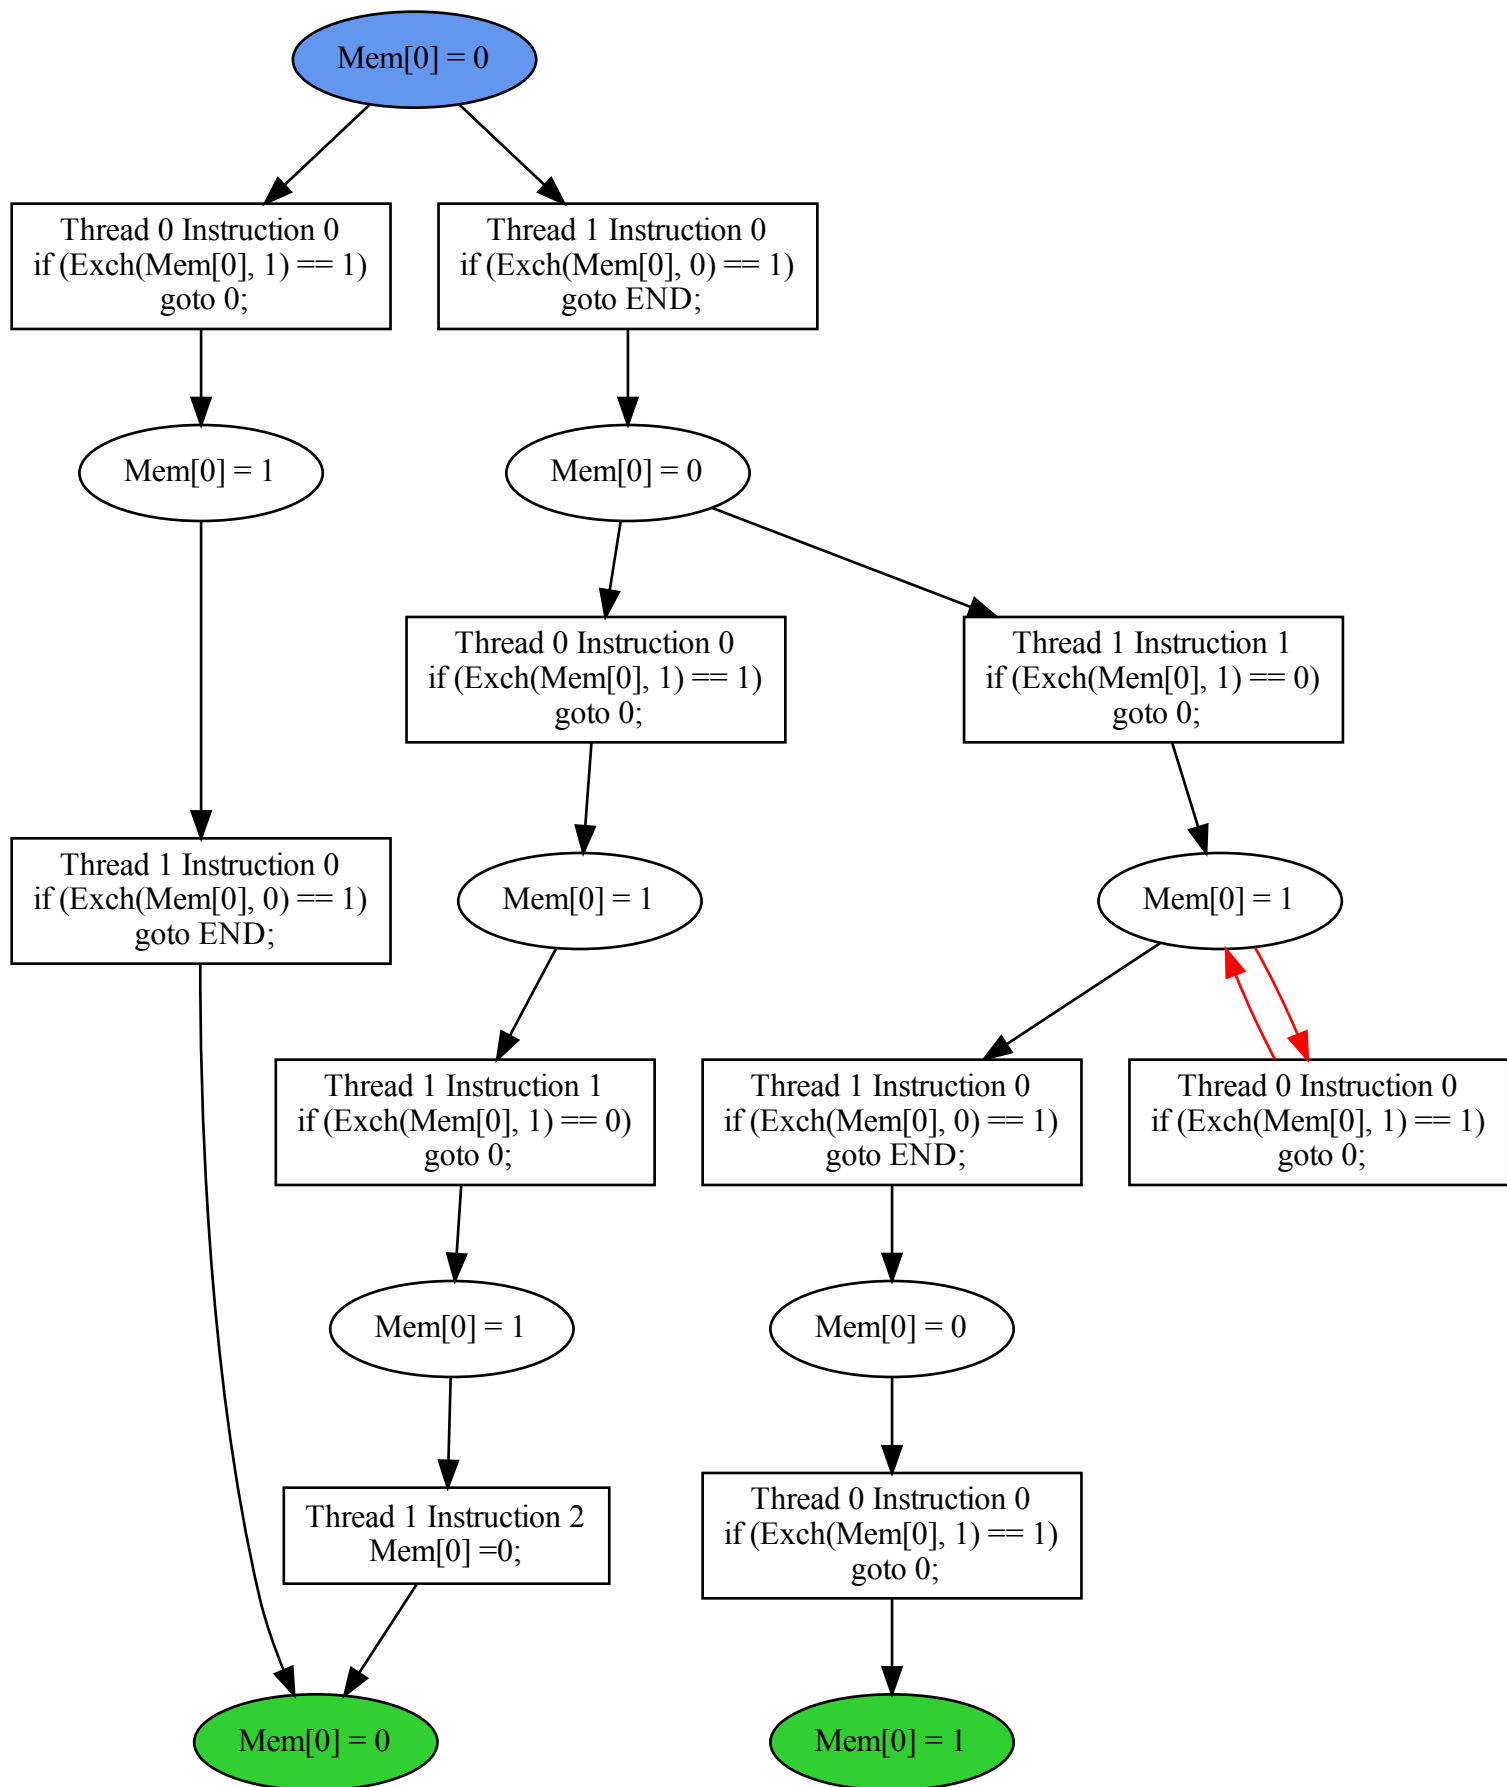 Mem[0] = 0
Thread 0 Instruction 0
if (Exch(Mem[0], 1) == 1)
goto 0;
Thread 1 Instruction 0
if (Exch(Mem[0], 0) == 1)
goto END;
Mem[0] = 1
Mem[0] = 0
Thread 0 Instruction 0
if (Exch(Mem[0], 1) == 1)
goto 0;
Thread 1 Instruction 1
if (Exch(Mem[0], 1) == 0)
goto 0;
Thread 1 Instruction 0
if (Exch(Mem[0], 0) == 1)
goto END;
Mem[0] = 1
Mem[0] = 1
Thread 1 Instruction 1
if (Exch(Mem[0], 1) == 0)
goto 0;
Thread 1 Instruction 0
if (Exch(Mem[0], 0) == 1)
goto END;
Thread 0 Instruction 0
if (Exch(Mem[0], 1) == 1)
goto 0;
Mem[0] = 1
Mem[0] = 0
Thread 1 Instruction 2
Mem[0] =0;
Thread 0 Instruction 0
if (Exch(Mem[0], 1) == 1)
goto 0;
Mem[0] = 0
Mem[0] = 1